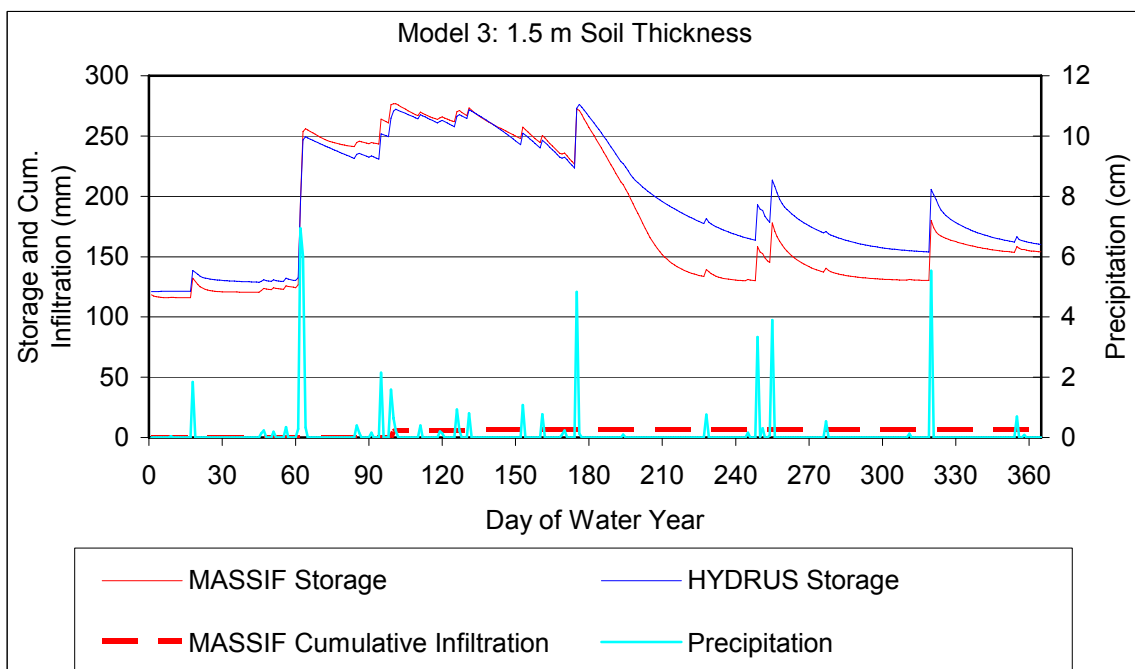 Model 3: 1.5 m Soil Thickness
300
250
200
150
100
50
0
Storage and Cum.
Infiltration (mm)
12
10
8
6
4
2
0
Precipitation (cm)
0 30 60 90 120 150 180 210 240 270 300 330 360
Day of Water Year
MASSIF Storage
HYDRUS Storage
MASSIF Cumulative Infiltration
Precipitation